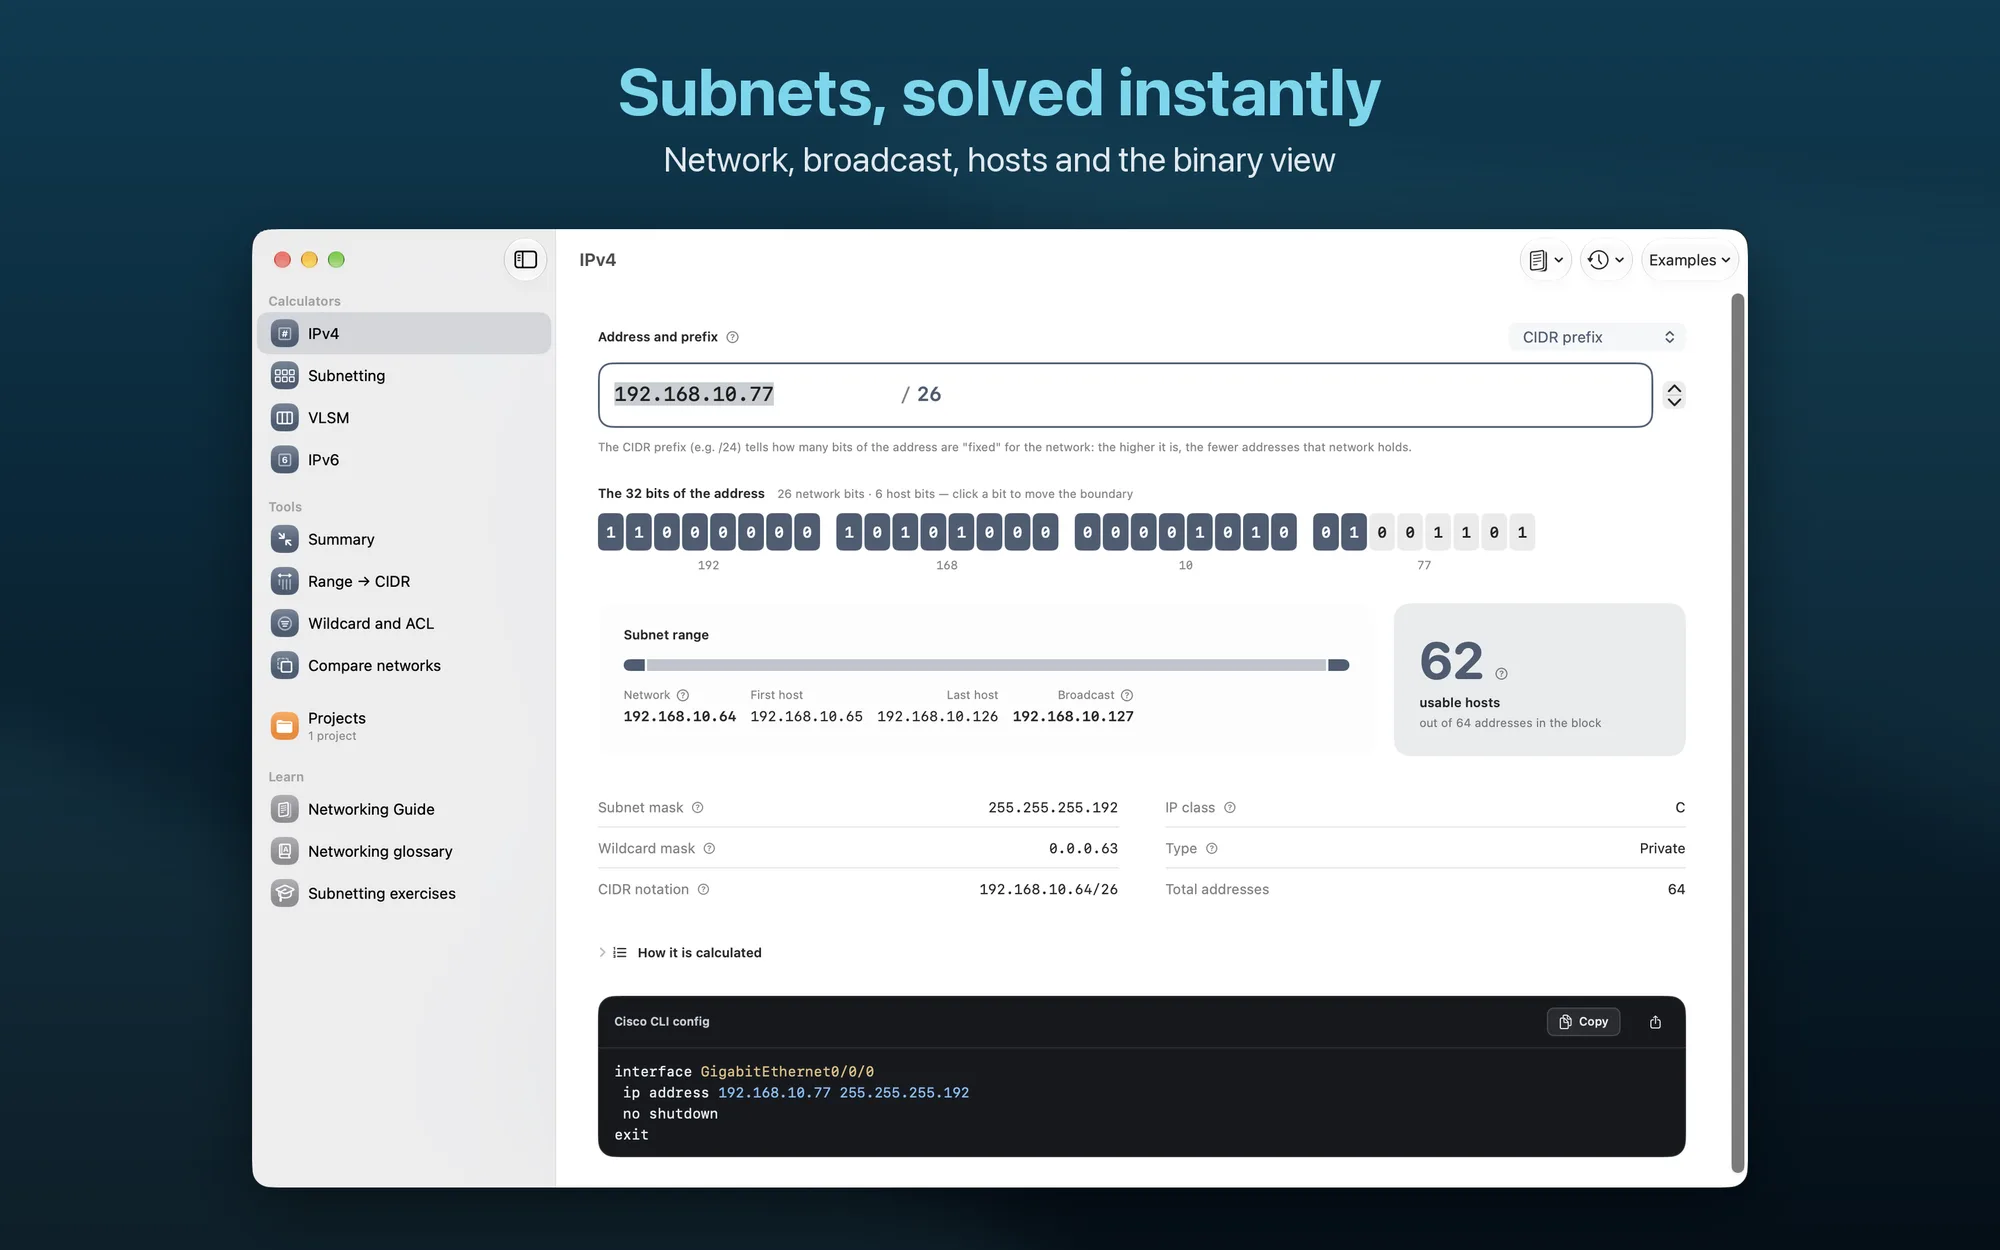 Subnets, solved instantly
Network, broadcast, hosts and the binary view
IPv4
Examples
Calculators
IPv4
Subnetting
VLSM
IPv6
Tools
Summary
Range → CIDR
Wildcard and ACL
Compare networks
Projects
1 project
Learn
Networking Guide
Networking glossary
Subnetting exercises
Address and prefix
CIDR prefix
192.168.10.77 / 26
The CIDR prefix (e.g. /24) tells how many bits of the address are "fixed" for the network: the higher it is, the fewer addresses that network holds.
The 32 bits of the address 26 network bits · 6 host bits — click a bit to move the boundary
1 1 0 0 0 0 0 0 1 0 1 0 1 0 0 0 0 0 0 0 1 0 1 0 0 1 0 0 1 1 0 1
192 168 10 77
Subnet range
Network First host Last host Broadcast
192.168.10.64 192.168.10.65 192.168.10.126 192.168.10.127
62
usable hosts
out of 64 addresses in the block
Subnet mask 255.255.255.192
Wildcard mask 0.0.0.63
CIDR notation 192.168.10.64/26
IP class C
Type Private
Total addresses 64
How it is calculated
Cisco CLI config
Copy
interface GigabitEthernet0/0/0
ip address 192.168.10.77 255.255.255.192
no shutdown
exit